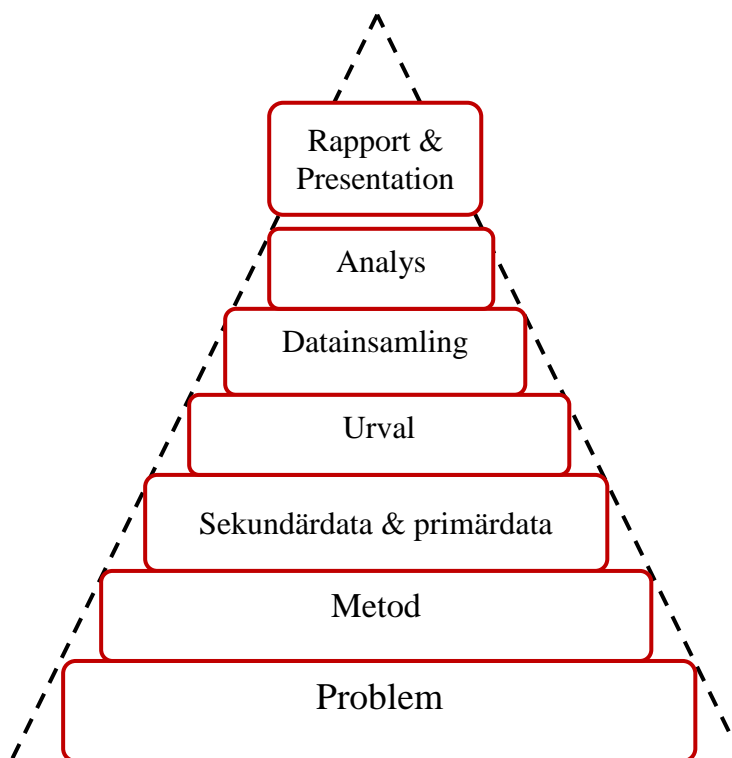 Rapport &
Presentation
Analys
Datainsamling
Urval
Sekundärdata & primärdata
Metod
Problem